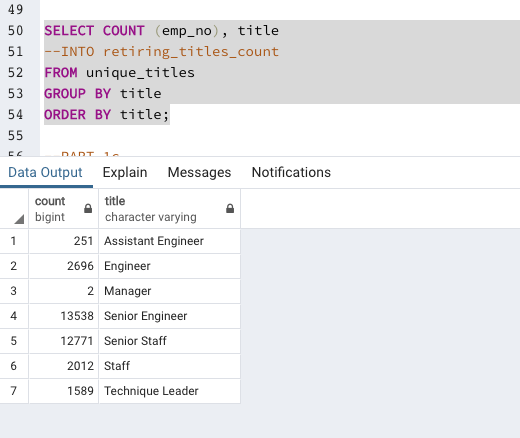 49
50 SELECT COUNT (emp_no), title
51 --INTO retiring_titles_count
52 FROM unique_titles
53 GROUP BY title
54 ORDER BY title;
55
Data Output Explain Messages Notifications
count title
bigint character varying
1 251 Assistant Engineer
2 2696 Engineer
3 2 Manager
4 13538 Senior Engineer
5 12771 Senior Staff
6 2012 Staff
7 1589 Technique Leader